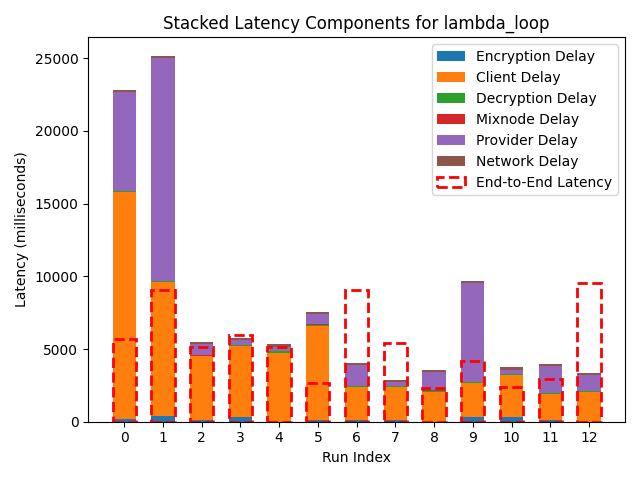 Stacked Latency Components for lambda_loop
Latency (milliseconds)
25000
20000
15000
10000
5000
0
Encryption Delay
Client Delay
Decryption Delay
Mixnode Delay
Provider Delay
Network Delay
End-to-End Latency
0 1 2 3 4 5 6 7 8 9 10 11 12
Run Index